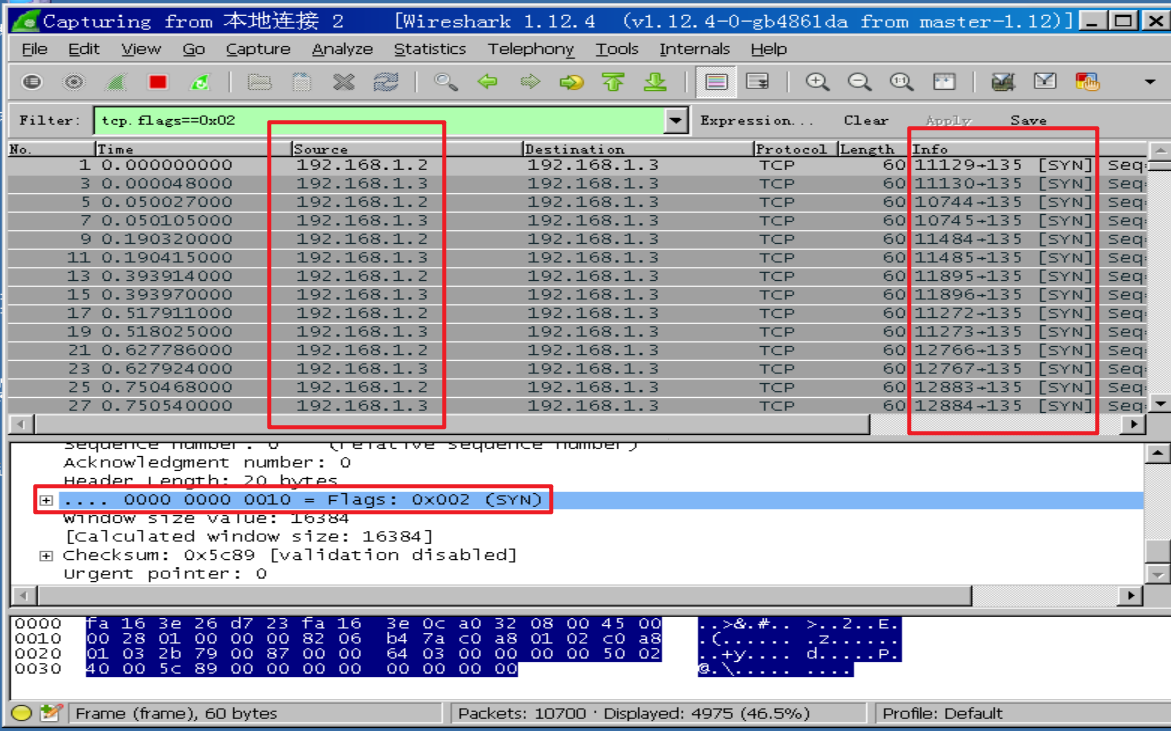 Capturing from 本地连接 2 [Wireshark 1.12.4 (v1.12.4-0-gb4861da from master-1.12)]
File Edit View Go Capture Analyze Statistics Telephony Tools Internals Help
Filter: tcp.flags==0x02 Expression... Clear Apply Save
No. Time Source Destination Protocol Length Info
1 0.000000000 192.168.1.2 192.168.1.3 TCP 60 11129→135 [SYN] Seq
3 0.000048000 192.168.1.3 192.168.1.3 TCP 60 11130→135 [SYN] Seq
5 0.050027000 192.168.1.2 192.168.1.3 TCP 60 10744→135 [SYN] Seq
7 0.050105000 192.168.1.3 192.168.1.3 TCP 60 10745→135 [SYN] Seq
9 0.190320000 192.168.1.2 192.168.1.3 TCP 60 11484→135 [SYN] Seq
11 0.190415000 192.168.1.3 192.168.1.3 TCP 60 11485→135 [SYN] Seq
13 0.393914000 192.168.1.2 192.168.1.3 TCP 60 11895→135 [SYN] Seq
15 0.393970000 192.168.1.3 192.168.1.3 TCP 60 11896→135 [SYN] Seq
17 0.517911000 192.168.1.2 192.168.1.3 TCP 60 11272→135 [SYN] Seq
19 0.518025000 192.168.1.3 192.168.1.3 TCP 60 11273→135 [SYN] Seq
21 0.627786000 192.168.1.2 192.168.1.3 TCP 60 12766→135 [SYN] Seq
23 0.627924000 192.168.1.3 192.168.1.3 TCP 60 12767→135 [SYN] Seq
25 0.750468000 192.168.1.2 192.168.1.3 TCP 60 12883→135 [SYN] Seq
27 0.750540000 192.168.1.3 192.168.1.3 TCP 60 12884→135 [SYN] Seq
Sequence number: 0 (relative sequence number)
Acknowledgment number: 0
Header Length: 20 bytes
.... 0000 0000 0010 = Flags: 0x002 (SYN)
Window size value: 16384
[Calculated window size: 16384]
Checksum: 0x5c89 [validation disabled]
Urgent pointer: 0
0000 fa 16 3e 26 d7 23 fa 16 3e 0c a0 32 08 00 45 00 ..>&.#.. >..2..E.
0010 00 28 01 00 00 00 82 06 b4 7a c0 a8 01 02 c0 a8 .(...... .z......
0020 01 03 2b 79 00 87 00 00 64 03 00 00 00 00 50 02 ..+y.... d.....P.
0030 40 00 5c 89 00 00 00 00 00 00 00 00 @.\..... ....
Frame (frame), 60 bytes Packets: 10700 · Displayed: 4975 (46.5%) Profile: Default